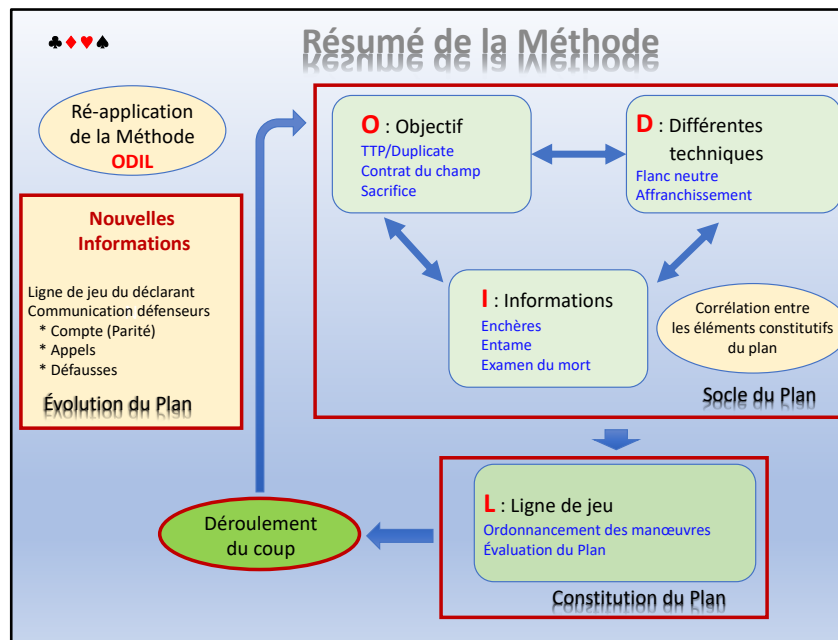 ♣♦♥♠
Résumé de la Méthode
Ré-application
de la Méthode
ODIL
Nouvelles
Informations
Ligne de jeu du déclarant
Communication défenseurs
* Compte (Parité)
* Appels
* Défausses
Évolution du Plan
O : Objectif
TTP/Duplicate
Contrat du champ
Sacrifice
D : Différentes
techniques
Flanc neutre
Affranchissement
I : Informations
Enchères
Entame
Examen du mort
Corrélation entre
les éléments constitutifs
du plan
Socle du Plan
L : Ligne de jeu
Ordonnancement des manœuvres
Évaluation du Plan
Constitution du Plan
Déroulement
du coup